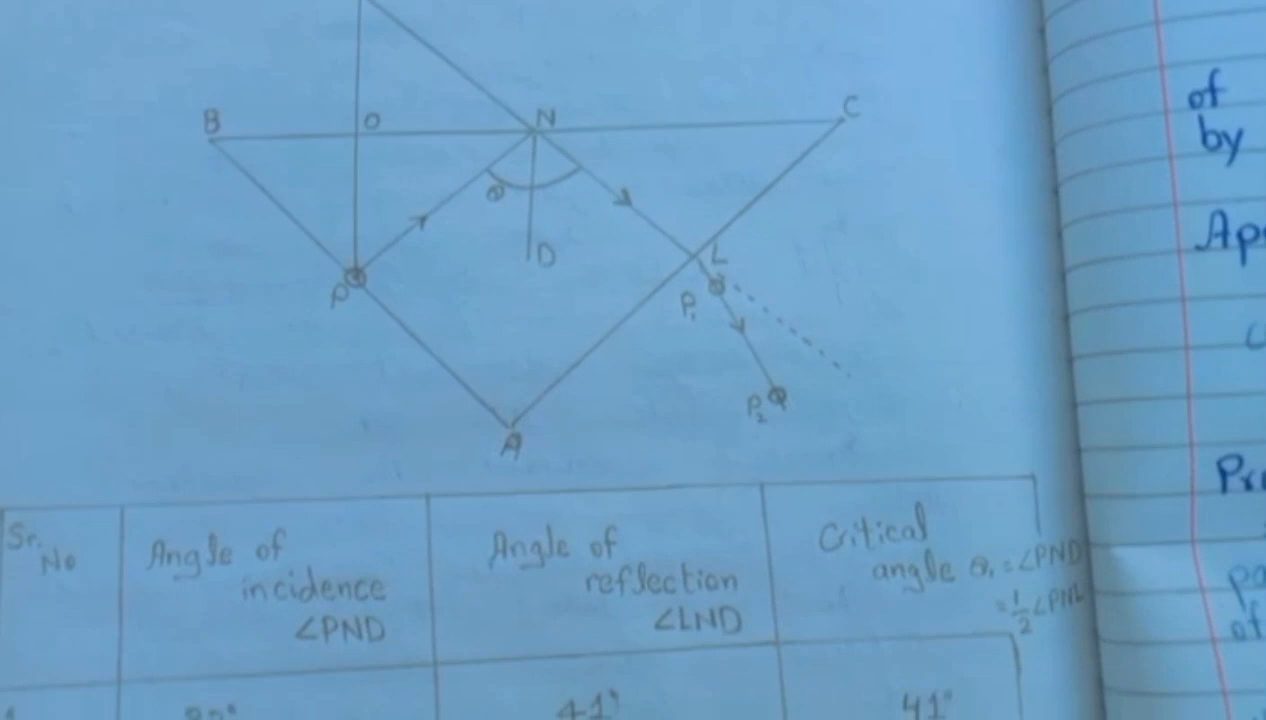 B
O
N
C
θ
D
P
L
P₁
P₂
A
Sr. No
Angle of incidence ∠PND
Angle of reflection ∠LND
Critical angle θ₁ = ∠PND
= 1/2 ∠PNL
41°
41°
of
by